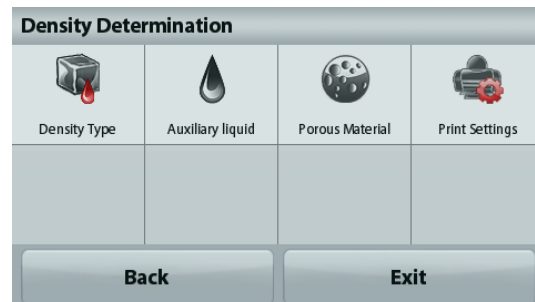 Density Determination
Density Type Auxiliary liquid Porous Material Print Settings
Back Exit